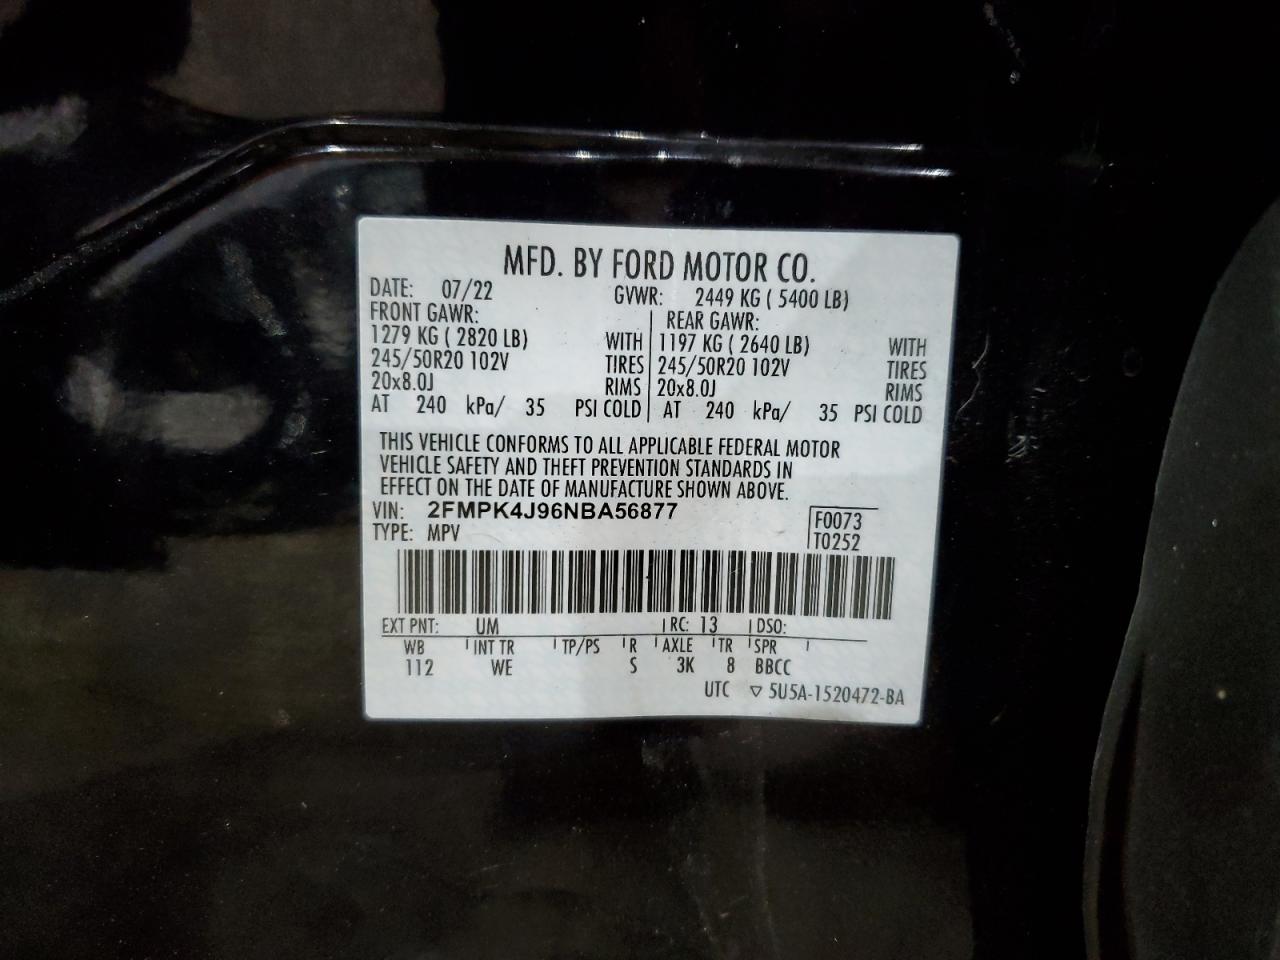 MFD. BY FORD MOTOR CO.
DATE: 07/22 GVWR: 2449 KG ( 5400 LB)
FRONT GAWR: REAR GAWR:
1279 KG ( 2820 LB) WITH 1197 KG ( 2640 LB) WITH
245/50R20 102V TIRES 245/50R20 102V TIRES
20x8.0J RIMS 20x8.0J RIMS
AT 240 kPa/ 35 PSI COLD AT 240 kPa/ 35 PSI COLD
THIS VEHICLE CONFORMS TO ALL APPLICABLE FEDERAL MOTOR
VEHICLE SAFETY AND THEFT PREVENTION STANDARDS IN
EFFECT ON THE DATE OF MANUFACTURE SHOWN ABOVE.
VIN: 2FMPK4J96NBA56877 F0073
TYPE: MPV T0252
EXT PNT: UM RC: 13 DSO:
WB INT TR TP/PS R AXLE TR SPR
112 WE S 3K 8 BBCC
UTC ▽ 5U5A-1520472-BA